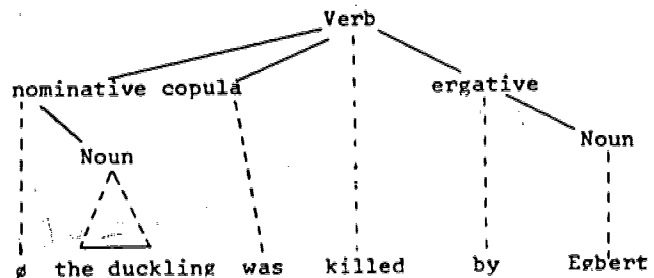 Verb
nominative copula ergative
Noun
Noun
ø the duckling was killed by Egbert